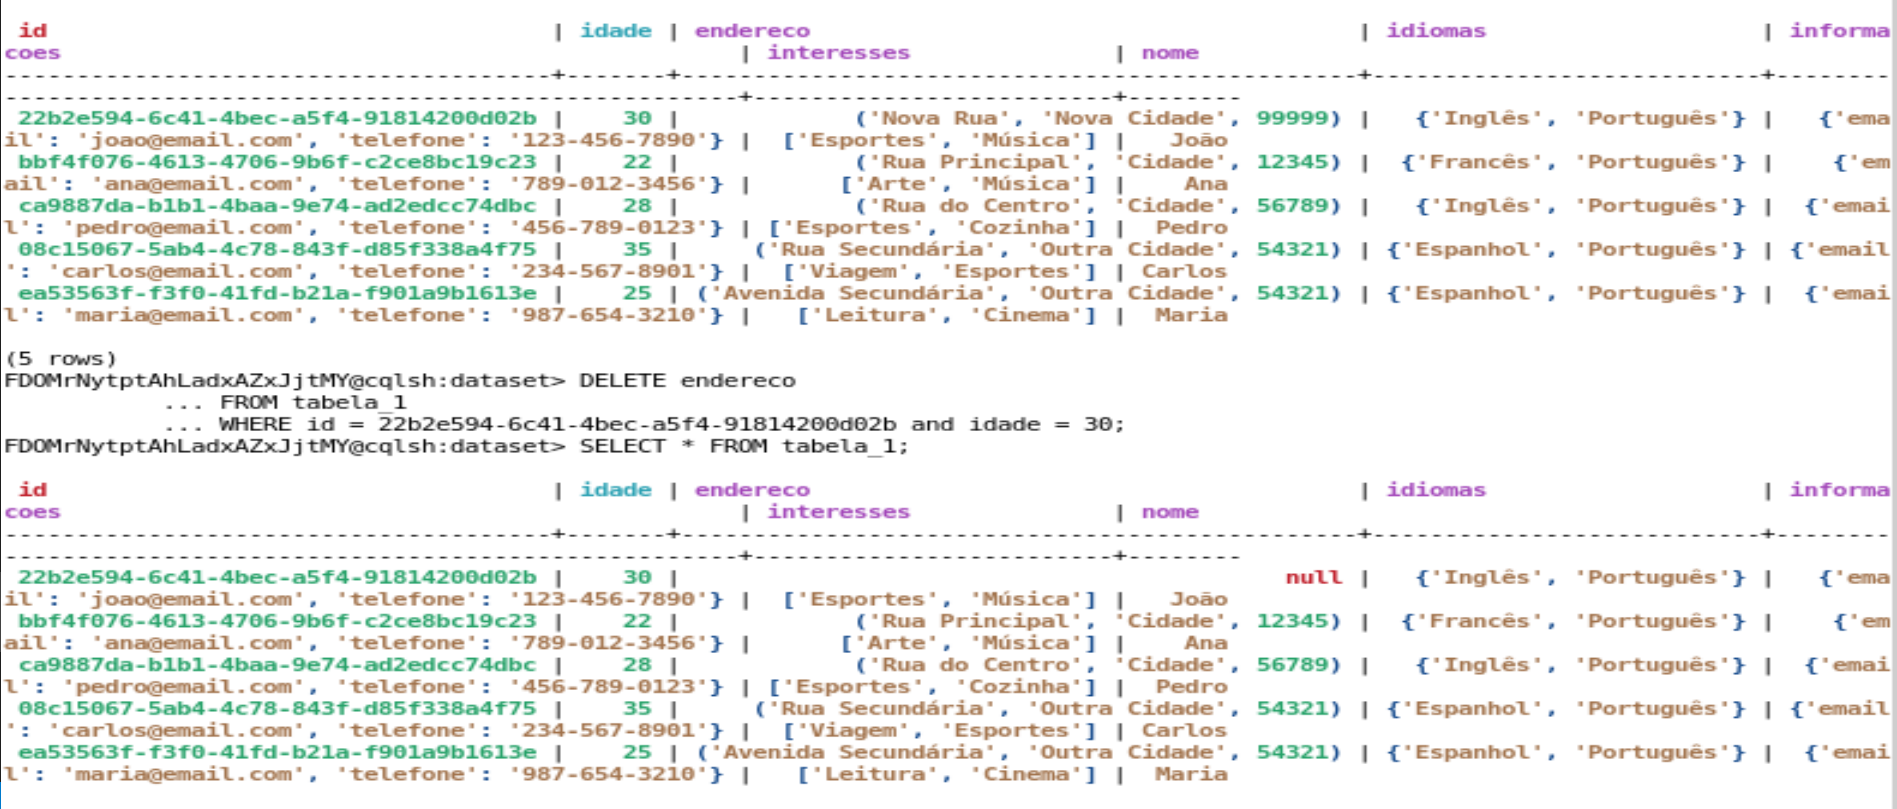 id | idade | endereco | idiomas | informa
coes | interesses | nome
--------------------------------------+-------+-----------------------------------------------+---------------------------+--------
---------------------------------------------------+-------------------------+--------
22b2e594-6c41-4bec-a5f4-91814200d02b | 30 | ('Nova Rua', 'Nova Cidade', 99999) | {'Inglês', 'Português'} | {'ema
il': 'joao@email.com', 'telefone': '123-456-7890'} | ['Esportes', 'Música'] | João
bbf4f076-4613-4706-9b6f-c2ce8bc19c23 | 22 | ('Rua Principal', 'Cidade', 12345) | {'Francês', 'Português'} | {'em
ail': 'ana@email.com', 'telefone': '789-012-3456'} | ['Arte', 'Música'] | Ana
ca9887da-b1b1-4baa-9e74-ad2edcc74dbc | 28 | ('Rua do Centro', 'Cidade', 56789) | {'Inglês', 'Português'} | {'emai
l': 'pedro@email.com', 'telefone': '456-789-0123'} | ['Esportes', 'Cozinha'] | Pedro
08c15067-5ab4-4c78-843f-d85f338a4f75 | 35 | ('Rua Secundária', 'Outra Cidade', 54321) | {'Espanhol', 'Português'} | {'email
': 'carlos@email.com', 'telefone': '234-567-8901'} | ['Viagem', 'Esportes'] | Carlos
ea53563f-f3f0-41fd-b21a-f901a9b1613e | 25 | ('Avenida Secundária', 'Outra Cidade', 54321) | {'Espanhol', 'Português'} | {'emai
l': 'maria@email.com', 'telefone': '987-654-3210'} | ['Leitura', 'Cinema'] | Maria
(5 rows)
FDOMrNytptAhLadxAZxJjtMY@cqlsh:dataset> DELETE endereco
... FROM tabela_1
... WHERE id = 22b2e594-6c41-4bec-a5f4-91814200d02b and idade = 30;
FDOMrNytptAhLadxAZxJjtMY@cqlsh:dataset> SELECT * FROM tabela_1;
id | idade | endereco | idiomas | informa
coes | interesses | nome
--------------------------------------+-------+-----------------------------------------------+---------------------------+--------
---------------------------------------------------+-------------------------+--------
22b2e594-6c41-4bec-a5f4-91814200d02b | 30 | null | {'Inglês', 'Português'} | {'ema
il': 'joao@email.com', 'telefone': '123-456-7890'} | ['Esportes', 'Música'] | João
bbf4f076-4613-4706-9b6f-c2ce8bc19c23 | 22 | ('Rua Principal', 'Cidade', 12345) | {'Francês', 'Português'} | {'em
ail': 'ana@email.com', 'telefone': '789-012-3456'} | ['Arte', 'Música'] | Ana
ca9887da-b1b1-4baa-9e74-ad2edcc74dbc | 28 | ('Rua do Centro', 'Cidade', 56789) | {'Inglês', 'Português'} | {'emai
l': 'pedro@email.com', 'telefone': '456-789-0123'} | ['Esportes', 'Cozinha'] | Pedro
08c15067-5ab4-4c78-843f-d85f338a4f75 | 35 | ('Rua Secundária', 'Outra Cidade', 54321) | {'Espanhol', 'Português'} | {'email
': 'carlos@email.com', 'telefone': '234-567-8901'} | ['Viagem', 'Esportes'] | Carlos
ea53563f-f3f0-41fd-b21a-f901a9b1613e | 25 | ('Avenida Secundária', 'Outra Cidade', 54321) | {'Espanhol', 'Português'} | {'emai
l': 'maria@email.com', 'telefone': '987-654-3210'} | ['Leitura', 'Cinema'] | Maria